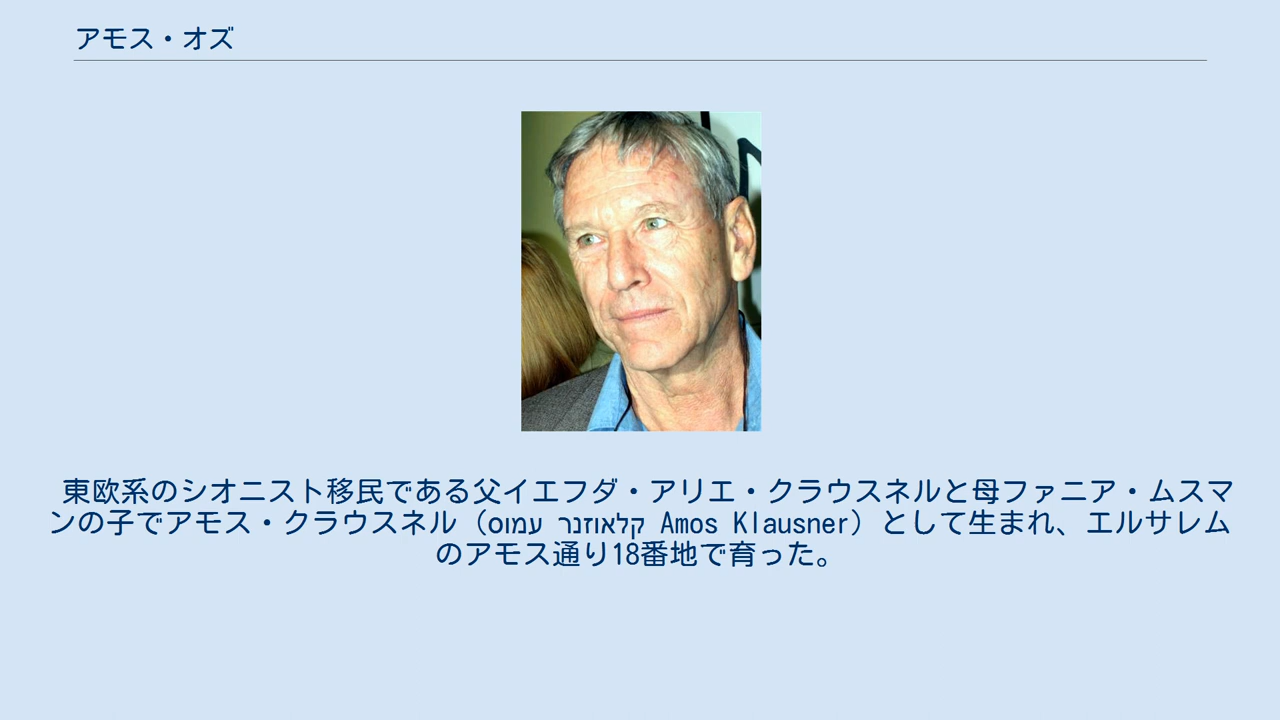 アモス・オズ
東欧系のシオニスト移民である父イエフダ・アリエ・クラウスネルと母ファニア・ムスマ
ンの子でアモス・クラウスネル（עמוס קלאוזנר Amos Klausner）として生まれ、エルサレム
のアモス通り18番地で育った。